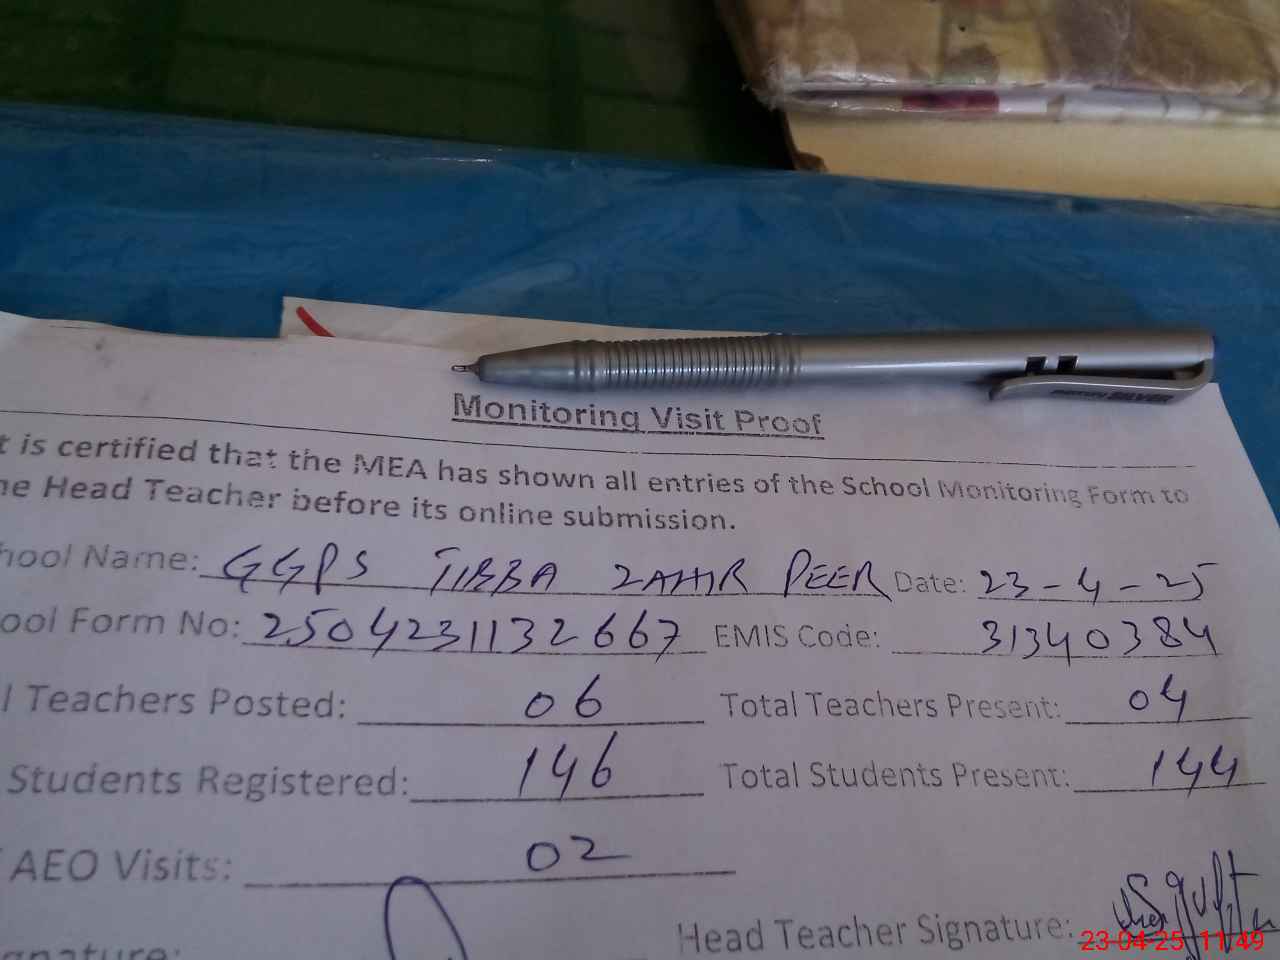 SILVER
Monitoring Visit Proof
t is certified that the MEA has shown all entries of the School Monitoring Form to
he Head Teacher before its online submission.
hool Name: GGPS TIBBA ZAHIR PEER Date: 23-4-25
ool Form No: 2504231132667 EMIS Code: 31340384
l Teachers Posted: 06 Total Teachers Present: 04
Students Registered: 146 Total Students Present: 144
AEO Visits: 02
Head Teacher Signature:
gnature:
23-04-25 11:49